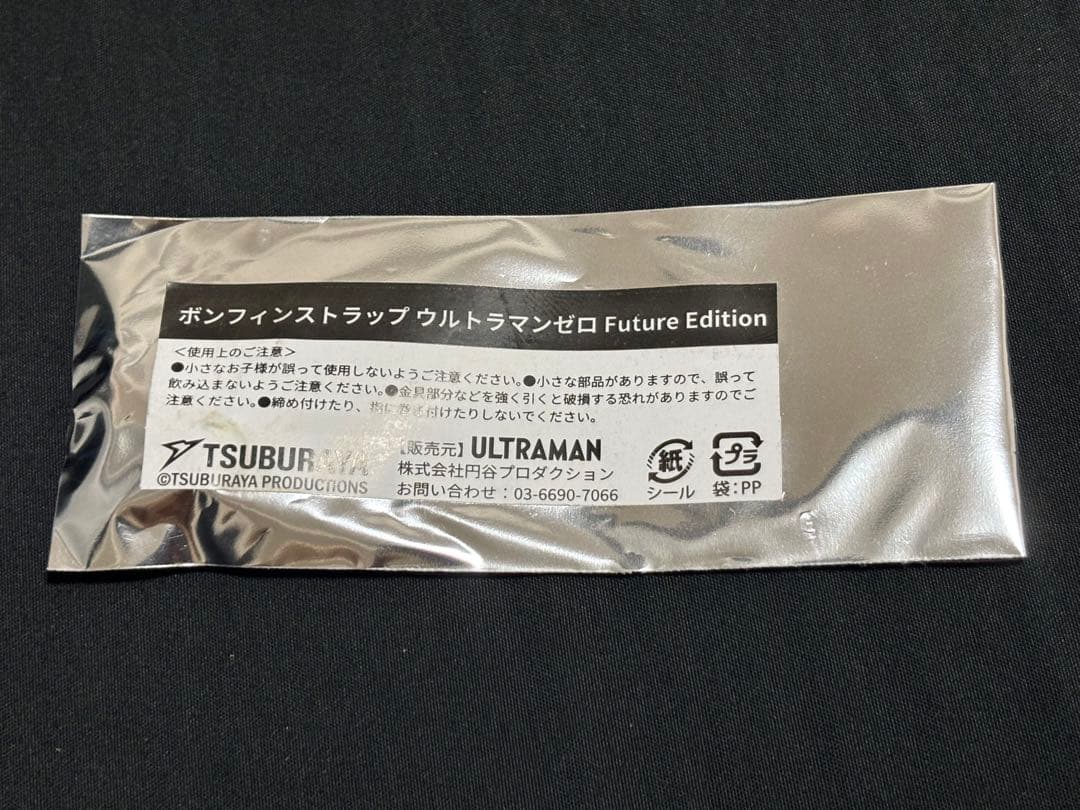 ボンフィンストラップ ウルトラマンゼロ Future Edition
＜使用上のご注意＞
●小さなお子様が誤って使用しないようご注意ください。●小さな部品がありますので、誤って
飲み込まないようご注意ください。●金具部分などを強く引くと破損する恐れがありますのでご
注意ください。●締め付けたり、指に巻き付けたりしないでください。
TSUBURAYA
©TSUBURAYA PRODUCTIONS
【販売元】ULTRAMAN
株式会社円谷プロダクション
お問い合わせ：03-6690-7066
紙
シール
プラ
袋：PP